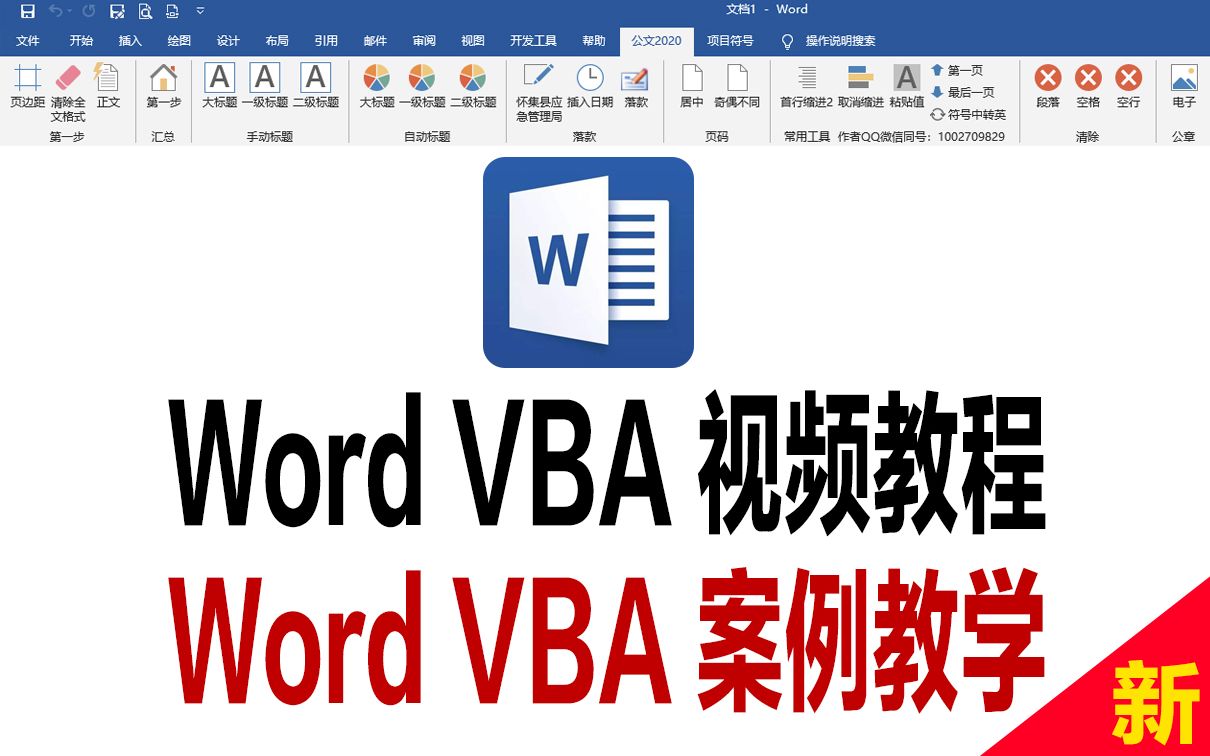 文档1 - Word
文件 开始 插入 绘图 设计 布局 引用 邮件 审阅 视图 开发工具 帮助 公文2020 项目符号 操作说明搜索
页边距 清除全文格式 正文 第一步 A 大标题 A 一级标题 A 二级标题 大标题 一级标题 二级标题 怀集县应急管理局 插入日期 落款 居中 奇偶不同 首行缩进2 取消缩进 A 粘贴值 第一页 最后一页 符号中转英 段落 空格 空行 电子
第一步 汇总 手动标题 自动标题 落款 页码 常用工具 作者QQ微信同号：1002709829 清除 公章
W
Word VBA 视频教程
Word VBA 案例教学
新